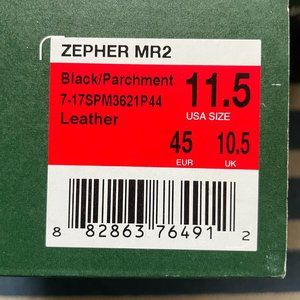 ZEPHER MR2
Black/Parchment
7-17SPM3621P44
Leather
11.5
USA SIZE
45 10.5
EUR UK
8 82863 76491 2